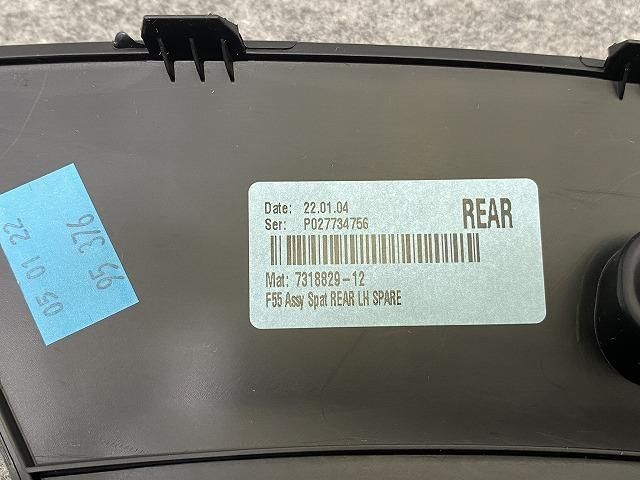 05 01 22
95 376
Date: 22.01.04
Ser: P027734756
REAR
Mat: 7318829-12
F55 Assy Spat REAR LH SPARE